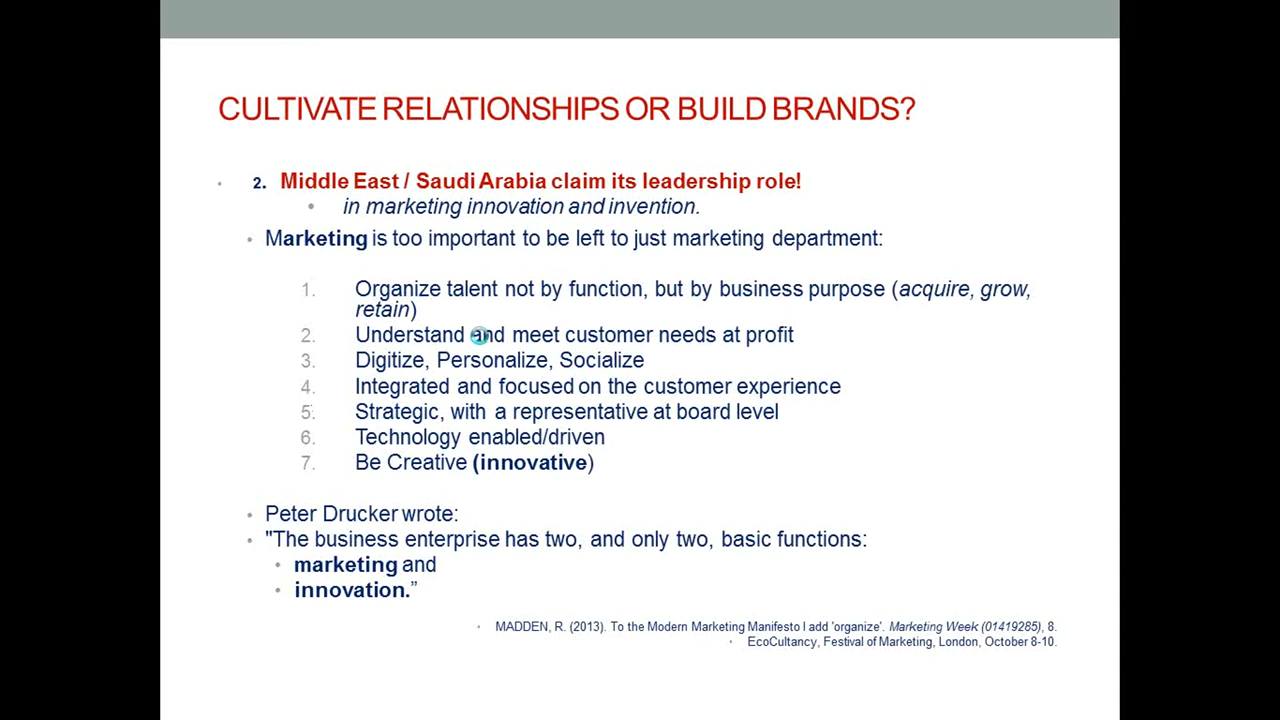 CULTIVATE RELATIONSHIPS OR BUILD BRANDS?
• 2. Middle East / Saudi Arabia claim its leadership role!
• in marketing innovation and invention.
• Marketing is too important to be left to just marketing department:
1. Organize talent not by function, but by business purpose (acquire, grow,
retain)
2. Understand and meet customer needs at profit
3. Digitize, Personalize, Socialize
4. Integrated and focused on the customer experience
5. Strategic, with a representative at board level
6. Technology enabled/driven
7. Be Creative (innovative)
• Peter Drucker wrote:
• "The business enterprise has two, and only two, basic functions:
• marketing and
• innovation.”
• MADDEN, R. (2013). To the Modern Marketing Manifesto I add 'organize'. Marketing Week (01419285), 8.
• EcoCultancy, Festival of Marketing, London, October 8-10.